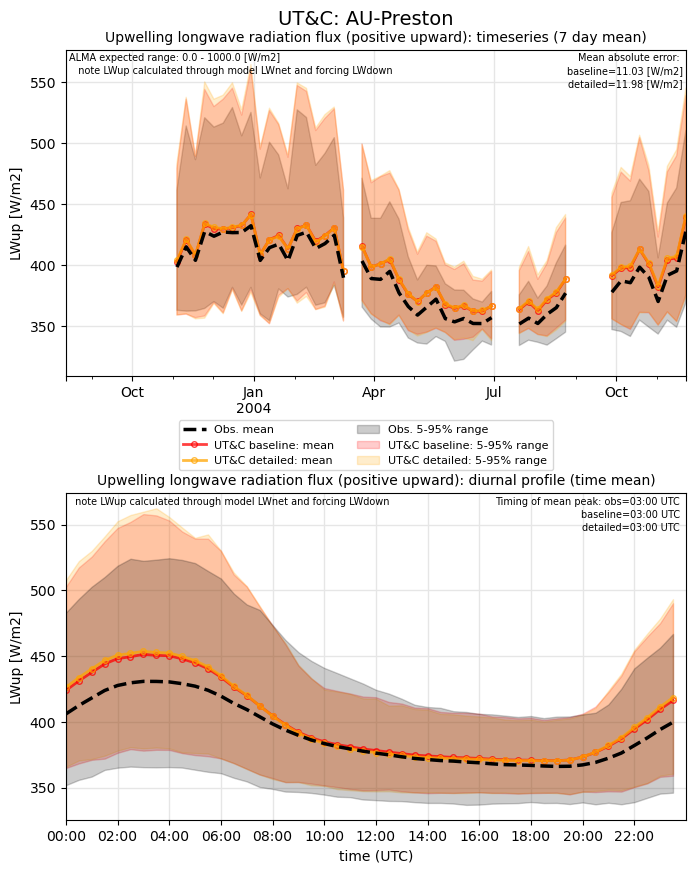 UT&C: AU-Preston
Upwelling longwave radiation flux (positive upward): timeseries (7 day mean)
ALMA expected range: 0.0 - 1000.0 [W/m2]
note LWup calculated through model LWnet and forcing LWdown
Mean absolute error:
baseline=11.03 [W/m2]
detailed=11.98 [W/m2]
LWup [W/m2]
550
500
450
400
350
Oct
Jan
2004
Apr
Jul
Oct
Obs. mean
UT&C baseline: mean
UT&C detailed: mean
Obs. 5-95% range
UT&C baseline: 5-95% range
UT&C detailed: 5-95% range
Upwelling longwave radiation flux (positive upward): diurnal profile (time mean)
note LWup calculated through model LWnet and forcing LWdown
Timing of mean peak: obs=03:00 UTC
baseline=03:00 UTC
detailed=03:00 UTC
LWup [W/m2]
550
500
450
400
350
00:00 02:00 04:00 06:00 08:00 10:00 12:00 14:00 16:00 18:00 20:00 22:00
time (UTC)